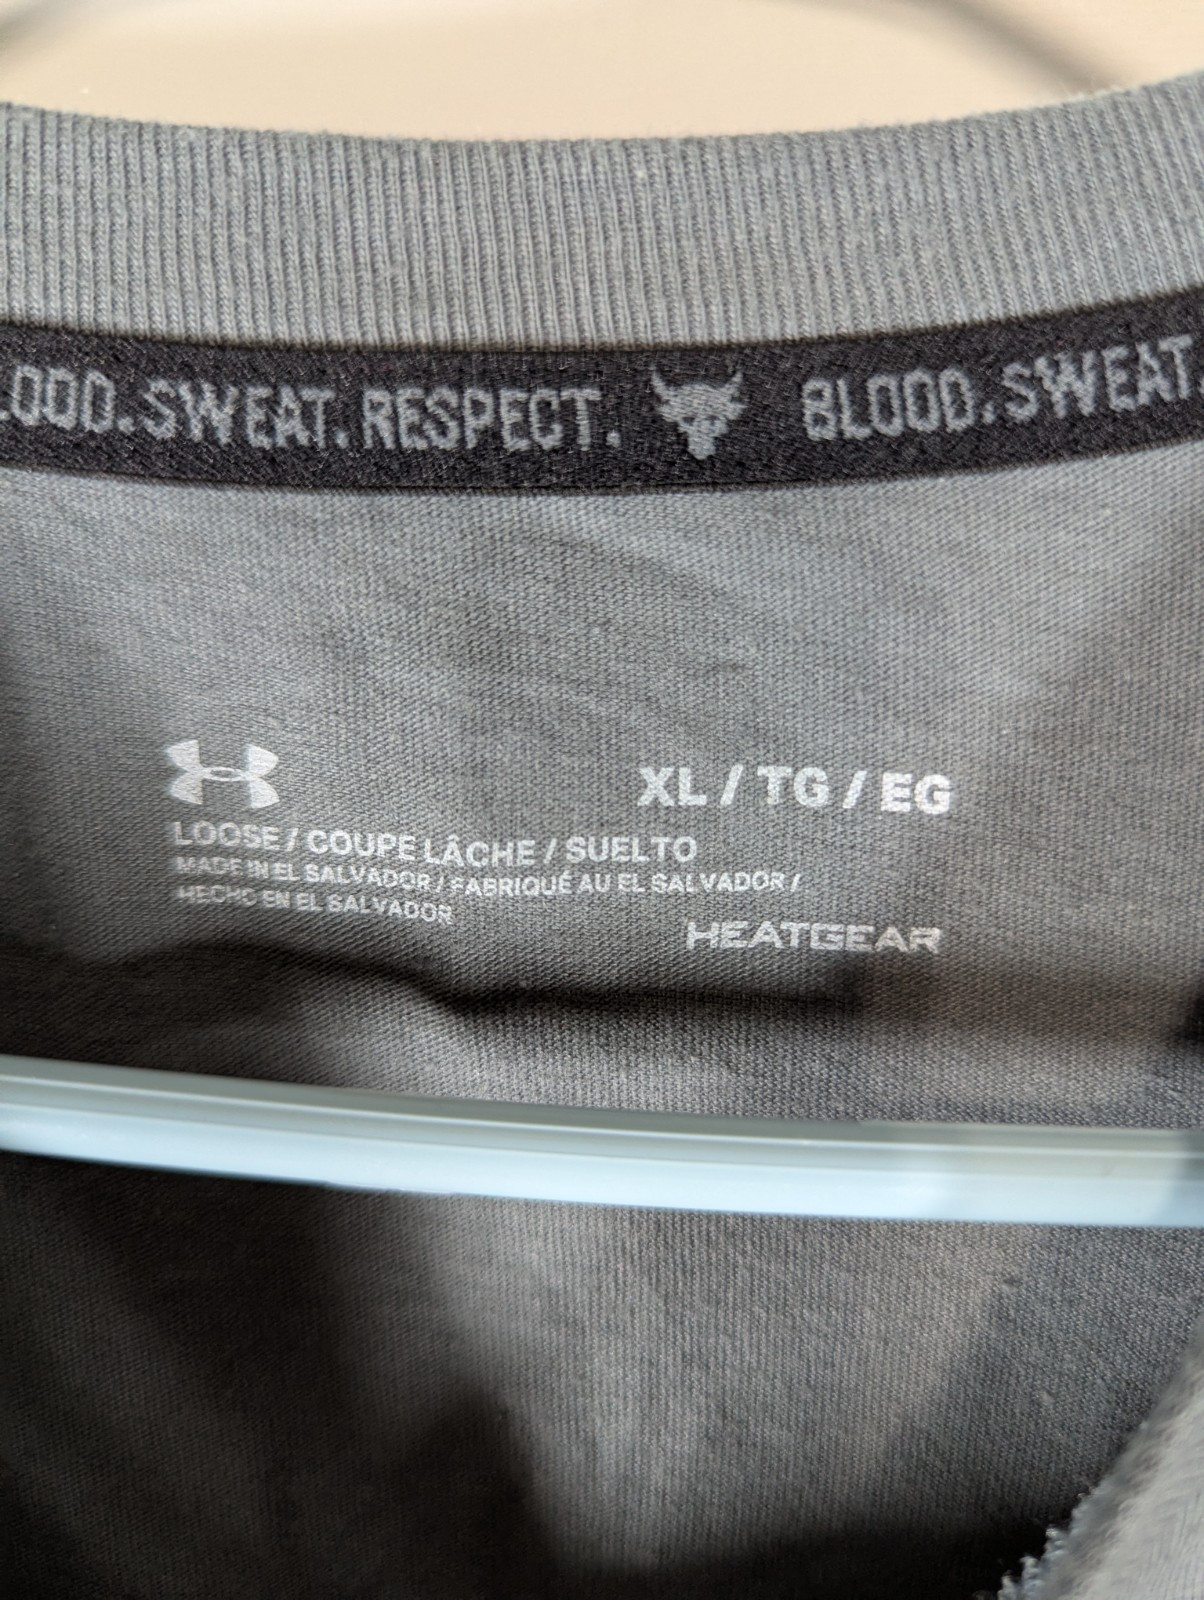 LOOD.SWEAT.RESPECT. BLOOD.SWEAT
XL / TG / EG
LOOSE / COUPE LÂCHE / SUELTO
MADE IN EL SALVADOR / FABRIQUÉ AU EL SALVADOR /
HECHO EN EL SALVADOR
HEATGEAR